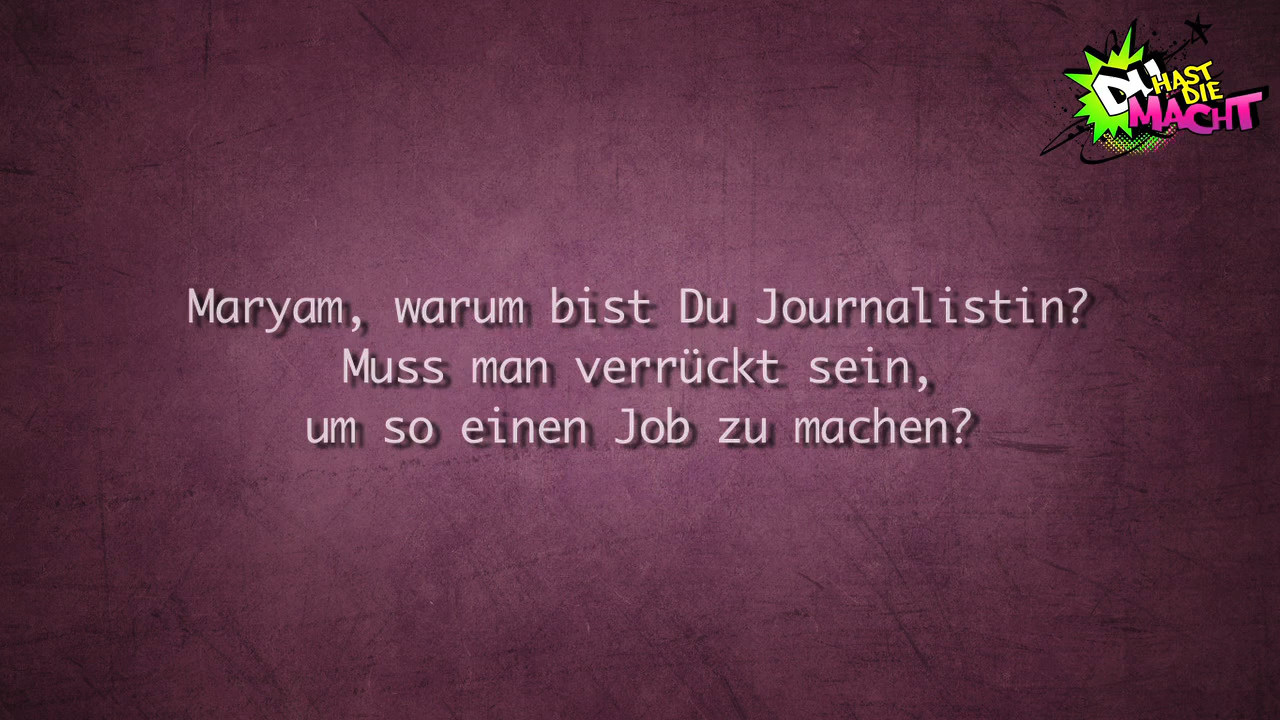 DU HAST
DIE
MACHT
Maryam, warum bist Du Journalistin?
Muss man verrückt sein,
um so einen Job zu machen?